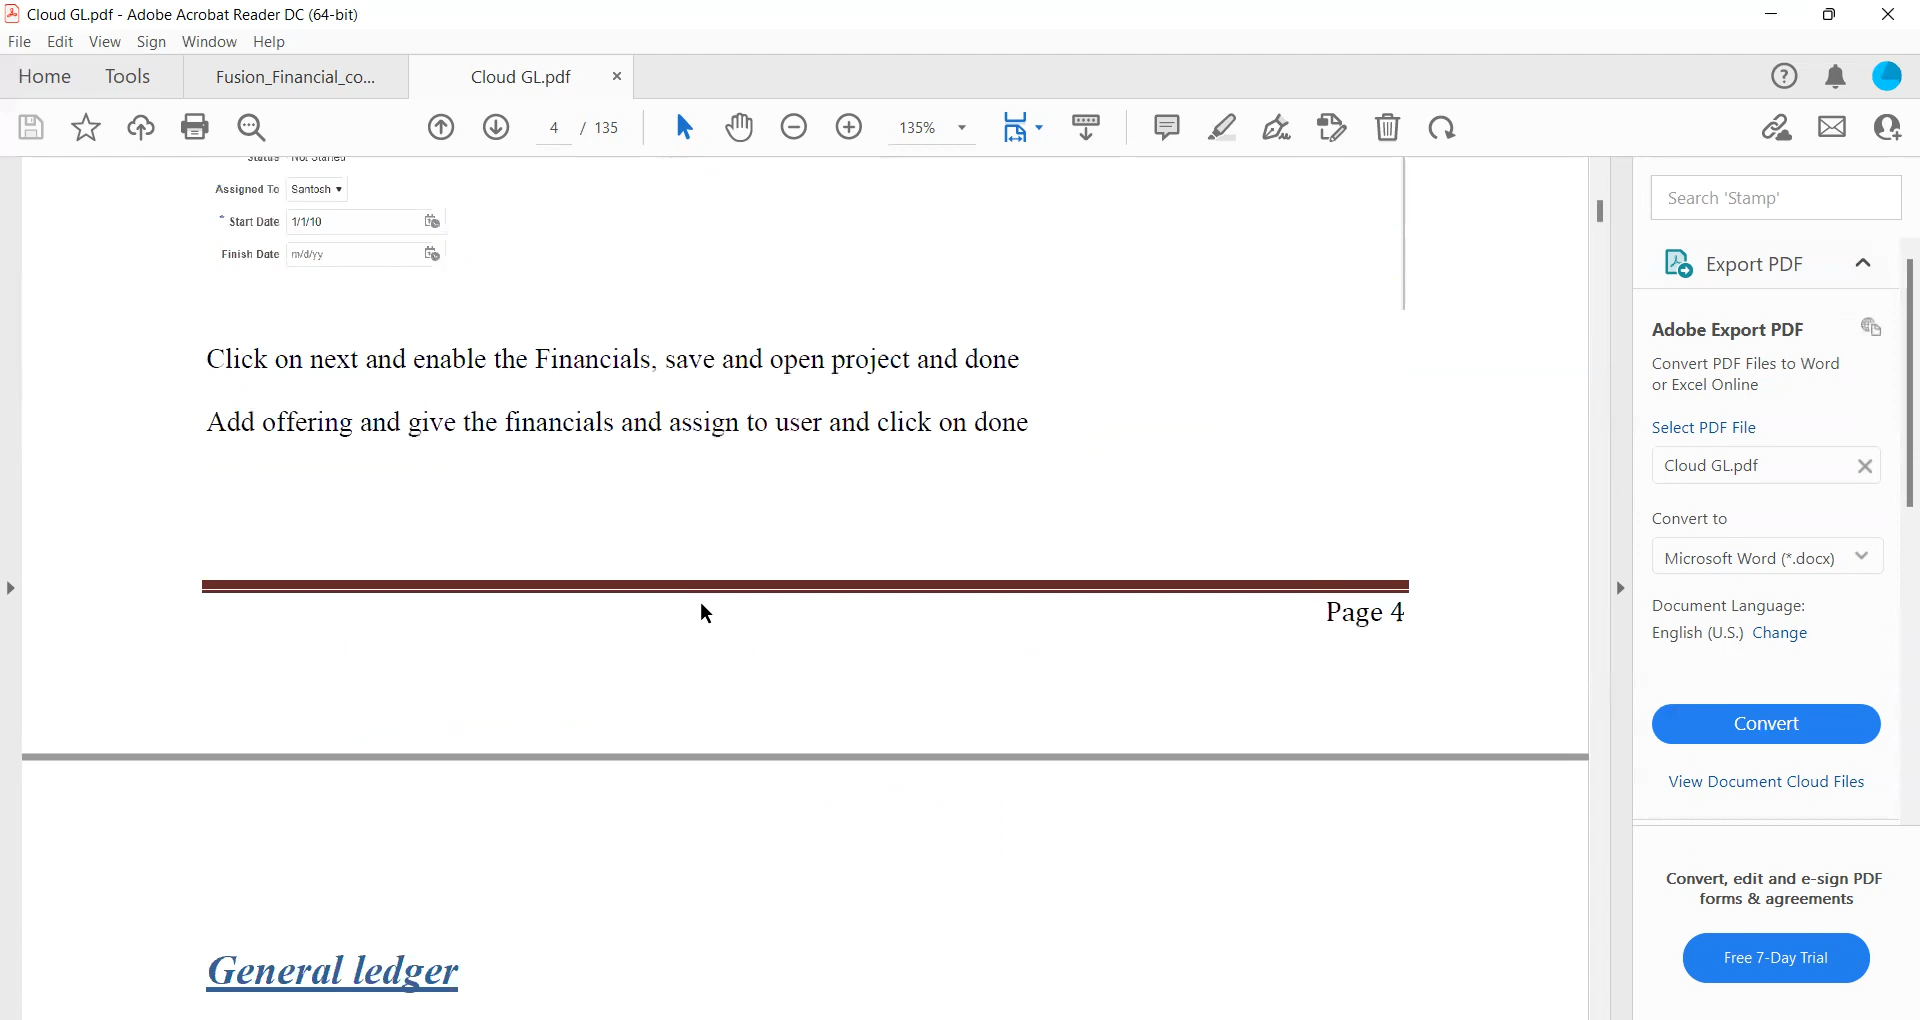 Cloud GL.pdf - Adobe Acrobat Reader DC (64-bit)
File Edit View Sign Window Help
Home Tools Fusion_Financial_co... Cloud GL.pdf
4 / 135 135%
Status Not Started
Assigned To Santosh
* Start Date 1/1/10
Finish Date m/d/yy
Click on next and enable the Financials, save and open project and done
Add offering and give the financials and assign to user and click on done
Page 4
General ledger
Search 'Stamp'
Export PDF
Adobe Export PDF
Convert PDF Files to Word
or Excel Online
Select PDF File
Cloud GL.pdf
Convert to
Microsoft Word (*.docx)
Document Language:
English (U.S.) Change
Convert
View Document Cloud Files
Convert, edit and e-sign PDF
forms & agreements
Free 7-Day Trial